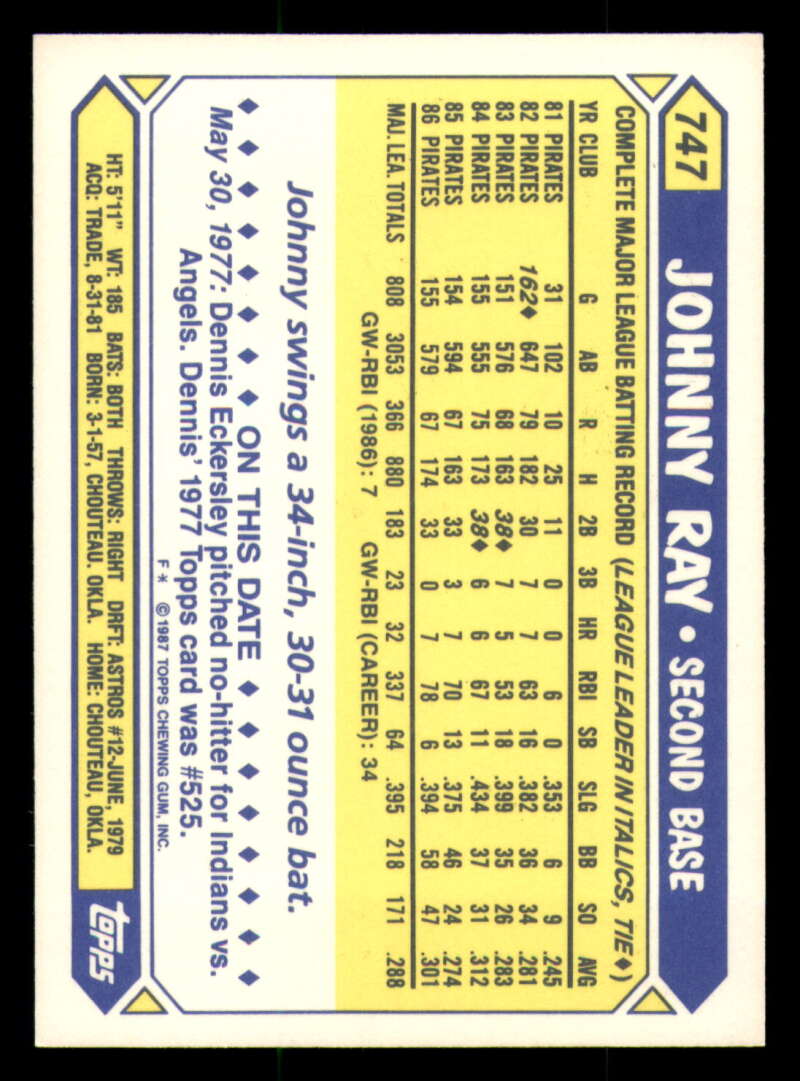 747
JOHNNY RAY • SECOND BASE
COMPLETE MAJOR LEAGUE BATTING RECORD (LEAGUE LEADER IN ITALICS, TIE♦)
YR CLUB G AB R H 2B 3B HR RBI SB SLG BB SO AVG
81 PIRATES 31 102 10 25 11 0 0 6 0 .353 6 9 .245
82 PIRATES 162♦ 647 79 182 30 7 7 63 16 .382 36 34 .281
83 PIRATES 151 576 68 163 38♦ 7 5 53 18 .399 35 26 .283
84 PIRATES 155 555 75 173 38♦ 6 6 67 11 .434 37 31 .312
85 PIRATES 154 594 67 163 33 3 7 70 13 .375 46 24 .274
86 PIRATES 155 579 67 174 33 0 7 78 6 .394 58 47 .301
MAJ. LEA. TOTALS 808 3053 366 880 183 23 32 337 64 .395 218 171 .288
GW-RBI (1986): 7 GW-RBI (CAREER): 34
Johnny swings a 34-inch, 30-31 ounce bat.
♦ ♦ ♦ ♦ ♦ ♦ ♦ ♦ ON THIS DATE ♦ ♦ ♦ ♦ ♦ ♦ ♦ ♦
May 30, 1977: Dennis Eckersley pitched no-hitter for Indians vs.
Angels. Dennis' 1977 Topps card was #525.
F* ©1987 TOPPS CHEWING GUM, INC.
HT: 5'11" WT: 185 BATS: BOTH THROWS: RIGHT DRFT: ASTROS #12-JUNE, 1979
ACQ: TRADE, 8-31-81 BORN: 3-1-57, CHOUTEAU. OKLA. HOME: CHOUTEAU, OKLA.
topps